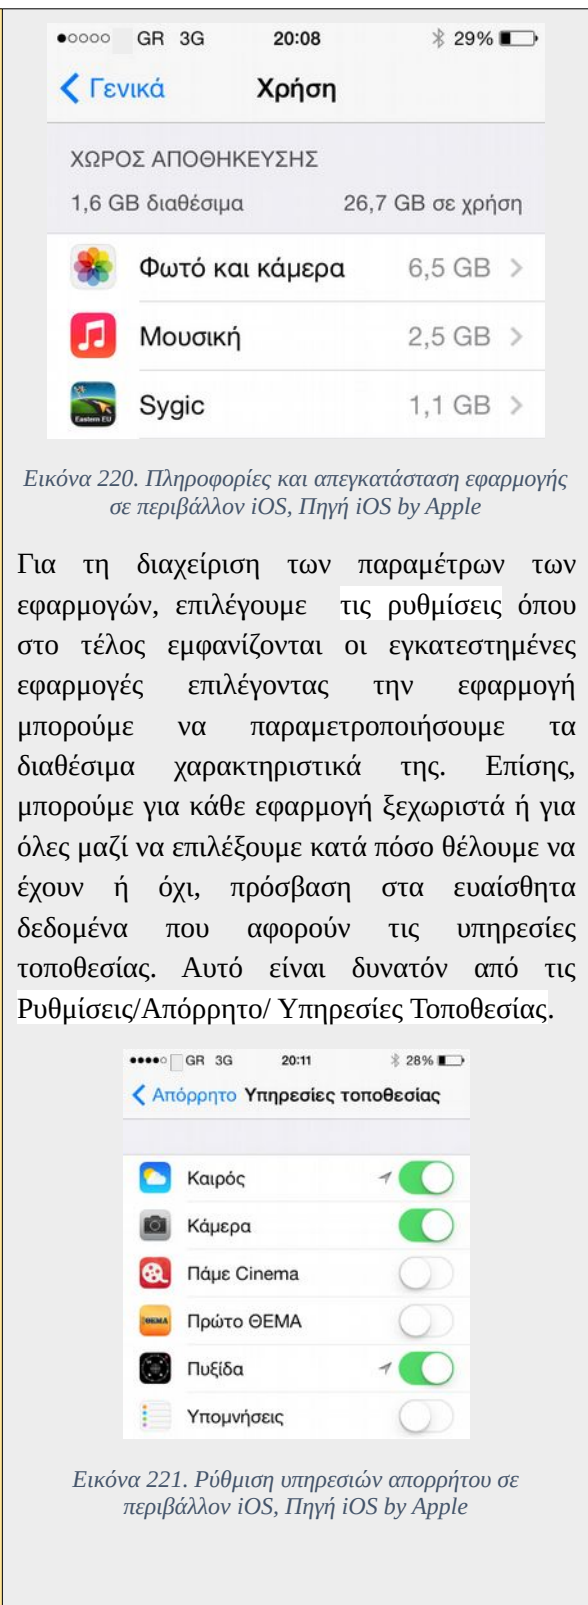 GR 3G 20:08 29%
Γενικά Χρήση
ΧΩΡΟΣ ΑΠΟΘΗΚΕΥΣΗΣ
1,6 GB διαθέσιμα 26,7 GB σε χρήση
Φωτό και κάμερα 6,5 GB
Μουσική 2,5 GB
Eastern EU
Sygic 1,1 GB
Εικόνα 220. Πληροφορίες και απεγκατάσταση εφαρμογής
σε περιβάλλον iOS, Πηγή iOS by Apple
Για τη διαχείριση των παραμέτρων των
εφαρμογών, επιλέγουμε τις ρυθμίσεις όπου
στο τέλος εμφανίζονται οι εγκατεστημένες
εφαρμογές επιλέγοντας την εφαρμογή
μπορούμε να παραμετροποιήσουμε τα
διαθέσιμα χαρακτηριστικά της. Επίσης,
μπορούμε για κάθε εφαρμογή ξεχωριστά ή για
όλες μαζί να επιλέξουμε κατά πόσο θέλουμε να
έχουν ή όχι, πρόσβαση στα ευαίσθητα
δεδομένα που αφορούν τις υπηρεσίες
τοποθεσίας. Αυτό είναι δυνατόν από τις
Ρυθμίσεις/Απόρρητο/ Υπηρεσίες Τοποθεσίας.
GR 3G 20:11 28%
Απόρρητο Υπηρεσίες τοποθεσίας
Καιρός
Κάμερα
Πάμε Cinema
ΘΕΜΑ
Πρώτο ΘΕΜΑ
Πυξίδα
Υπομνήσεις
Εικόνα 221. Ρύθμιση υπηρεσιών απορρήτου σε
περιβάλλον iOS, Πηγή iOS by Apple